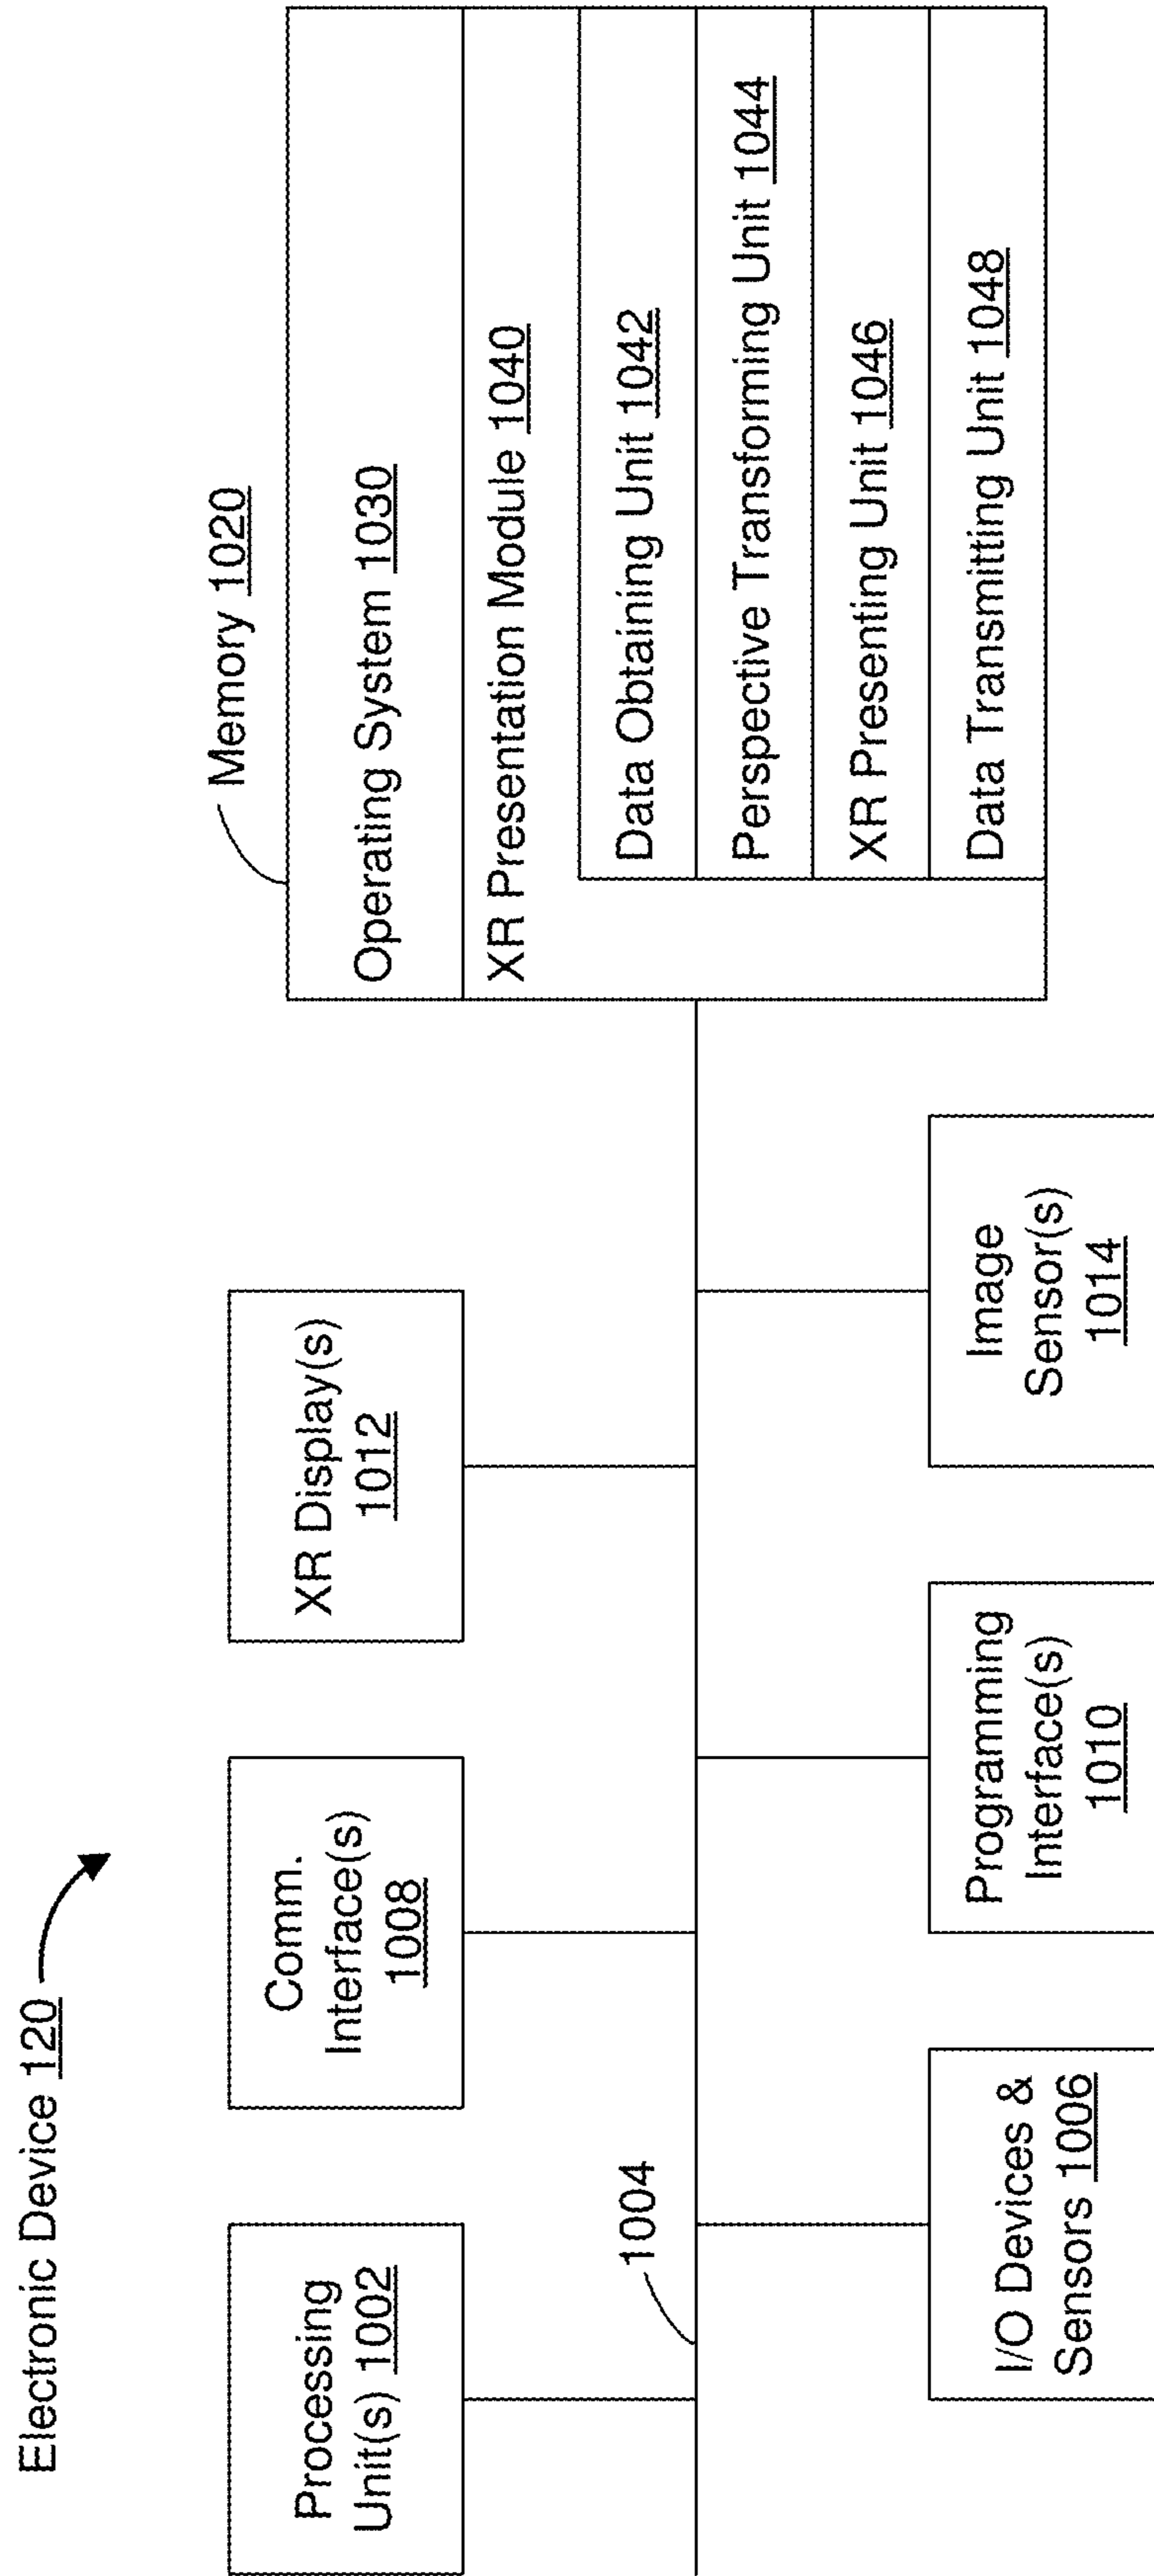 Electronic Device 120
Processing
Unit(s) 1002
Comm.
Interface(s)
1008
XR Display(s)
1012
Memory 1020
Operating System 1030
XR Presentation Module 1040
Data Obtaining Unit 1042
Perspective Transforming Unit 1044
XR Presenting Unit 1046
Data Transmitting Unit 1048
1004
I/O Devices &
Sensors 1006
Programming
Interface(s)
1010
Image
Sensor(s)
1014